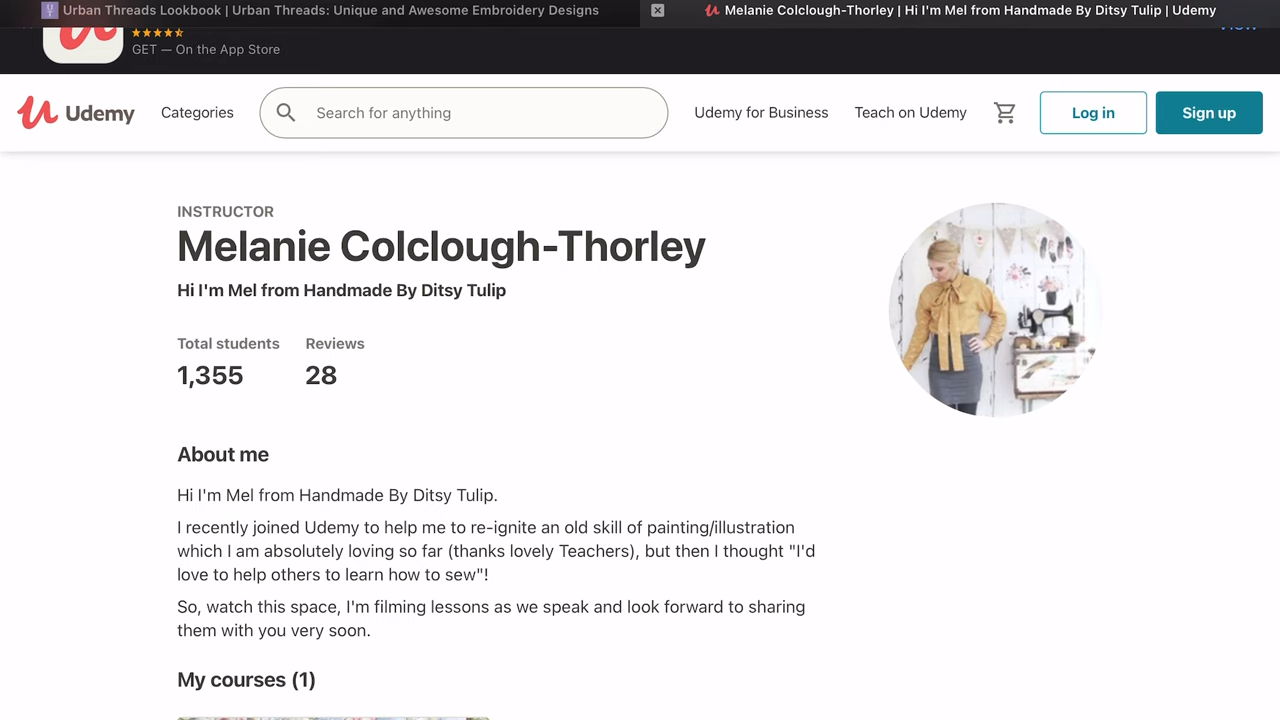 Urban Threads Lookbook | Urban Threads: Unique and Awesome Embroidery Designs
Melanie Colclough-Thorley | Hi I'm Mel from Handmade By Ditsy Tulip | Udemy
GET — On the App Store
View
Udemy
Categories
Search for anything
Udemy for Business
Teach on Udemy
Log in
Sign up
INSTRUCTOR
Melanie Colclough-Thorley
Hi I'm Mel from Handmade By Ditsy Tulip
Total students
Reviews
1,355
28
About me
Hi I'm Mel from Handmade By Ditsy Tulip.
I recently joined Udemy to help me to re-ignite an old skill of painting/illustration
which I am absolutely loving so far (thanks lovely Teachers), but then I thought "I'd
love to help others to learn how to sew"!
So, watch this space, I'm filming lessons as we speak and look forward to sharing
them with you very soon.
My courses (1)